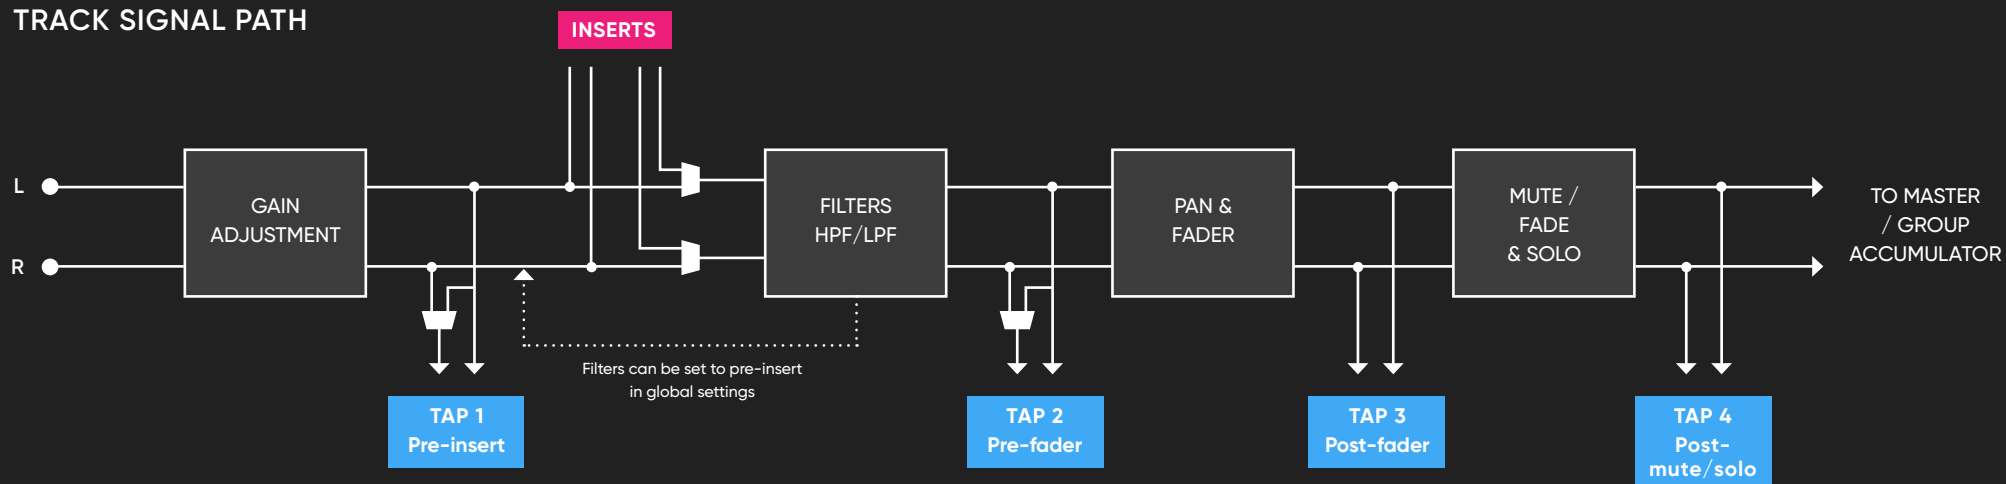 TRACK SIGNAL PATH
INSERTS
L
R
GAIN
ADJUSTMENT
FILTERS
HPF/LPF
PAN &
FADER
MUTE /
FADE
& SOLO
TO MASTER
/ GROUP
ACCUMULATOR
Filters can be set to pre-insert
in global settings
TAP 1
Pre-insert
TAP 2
Pre-fader
TAP 3
Post-fader
TAP 4
Post-
mute/solo